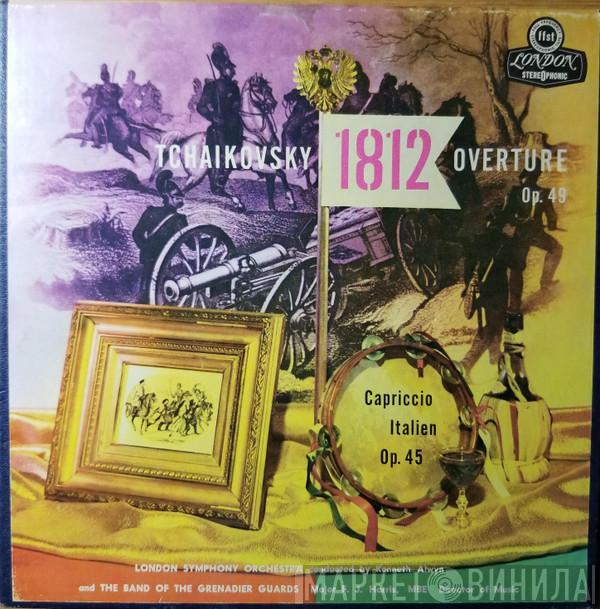 ffst
LONDON
STEREOPHONIC
TCHAIKOVSKY 1812 OVERTURE
Op. 49
Capriccio
Italien
Op. 45
LONDON SYMPHONY ORCHESTRA conducted by Kenneth Alwyn
and THE BAND OF THE GRENADIER GUARDS Major F. J. Harris, MBE Director of Music
МАРКЕТ ВИНИЛА